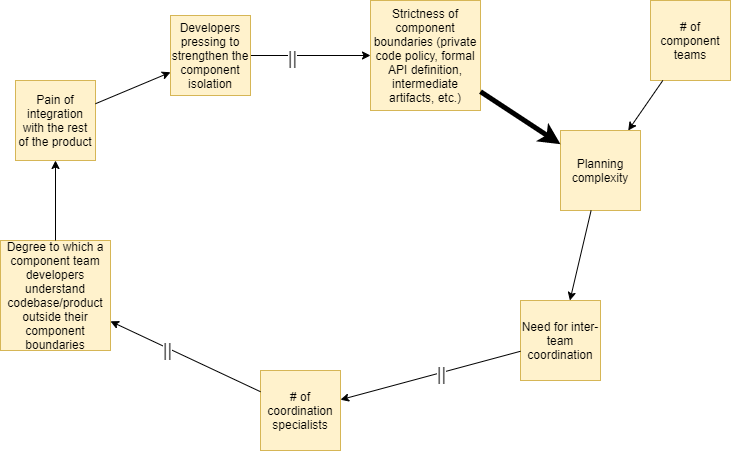 Strictness of
component
boundaries (private
code policy, formal
API definition,
intermediate
artifacts, etc.)
# of
component
teams
Developers
pressing to
strengthen the
component
isolation
||
Pain of
integration
with the rest
of the product
Planning
complexity
Degree to which a
component team
developers
understand
codebase/product
outside their
component
boundaries
Need for inter-
team
coordination
||
||
# of
coordination
specialists